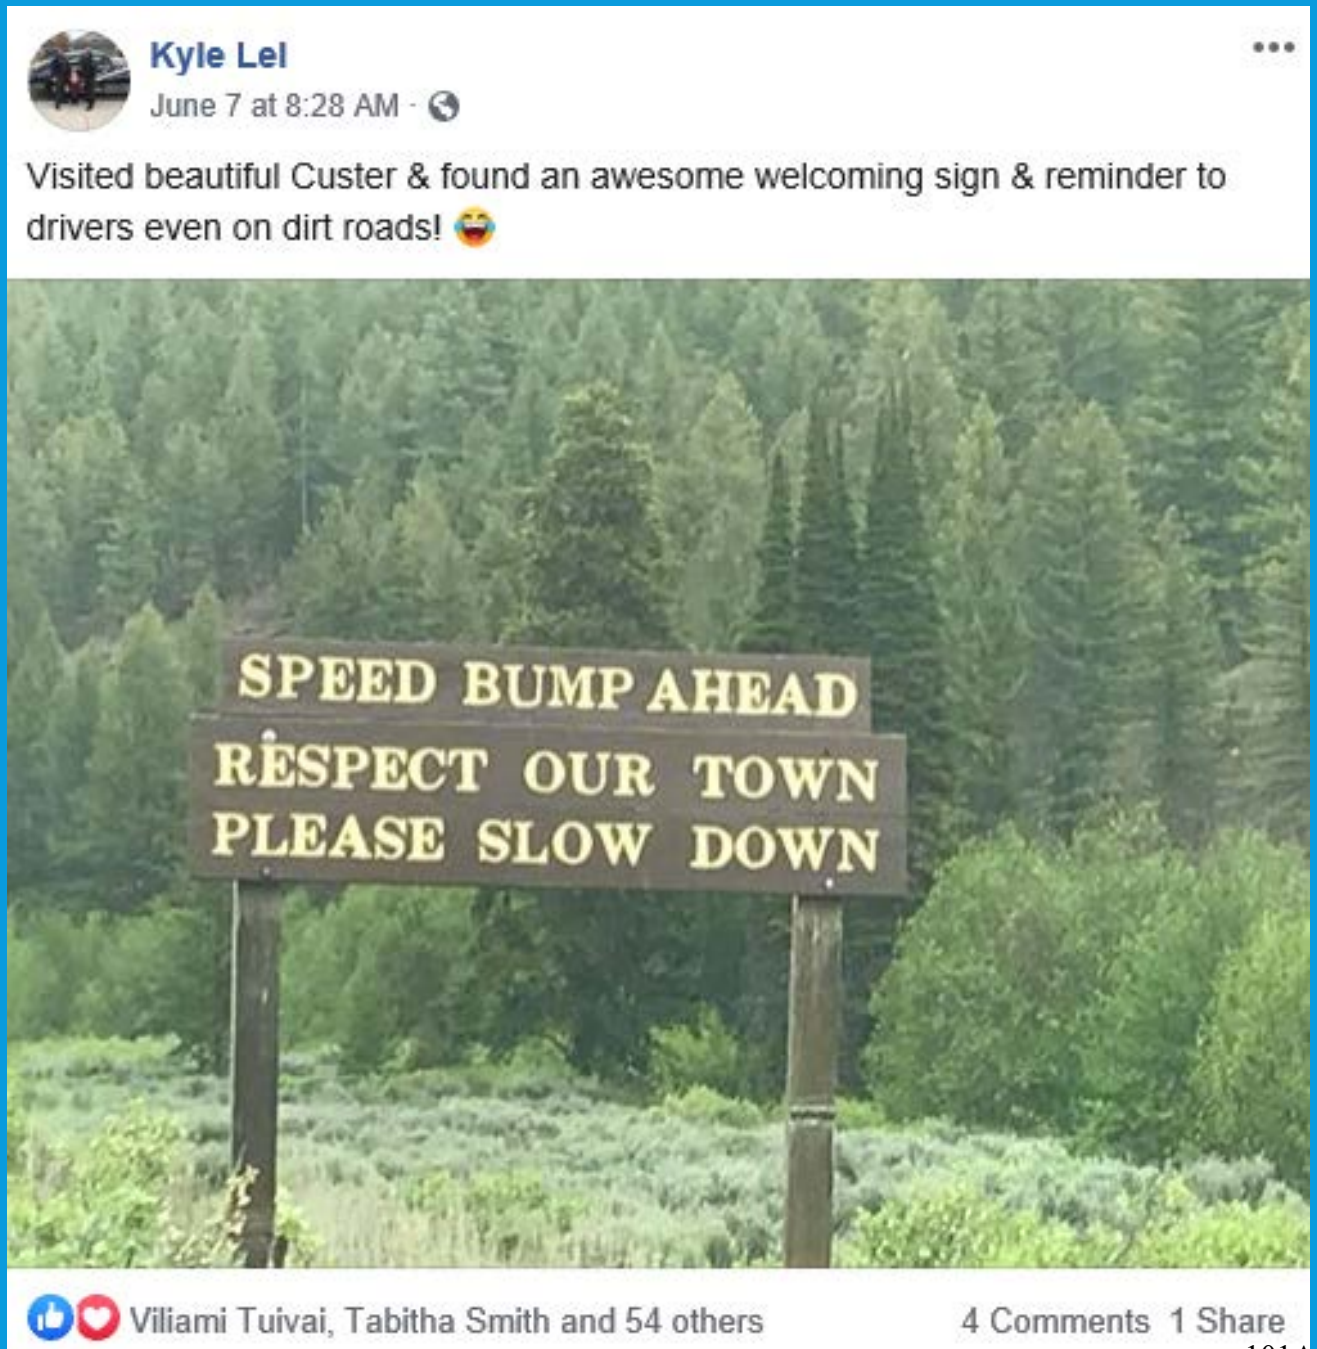 Kyle Lel
June 7 at 8:28 AM ·
Visited beautiful Custer & found an awesome welcoming sign & reminder to
drivers even on dirt roads! 😂
SPEED BUMP AHEAD
RESPECT OUR TOWN
PLEASE SLOW DOWN
Viliami Tuivai, Tabitha Smith and 54 others
4 Comments 1 Share